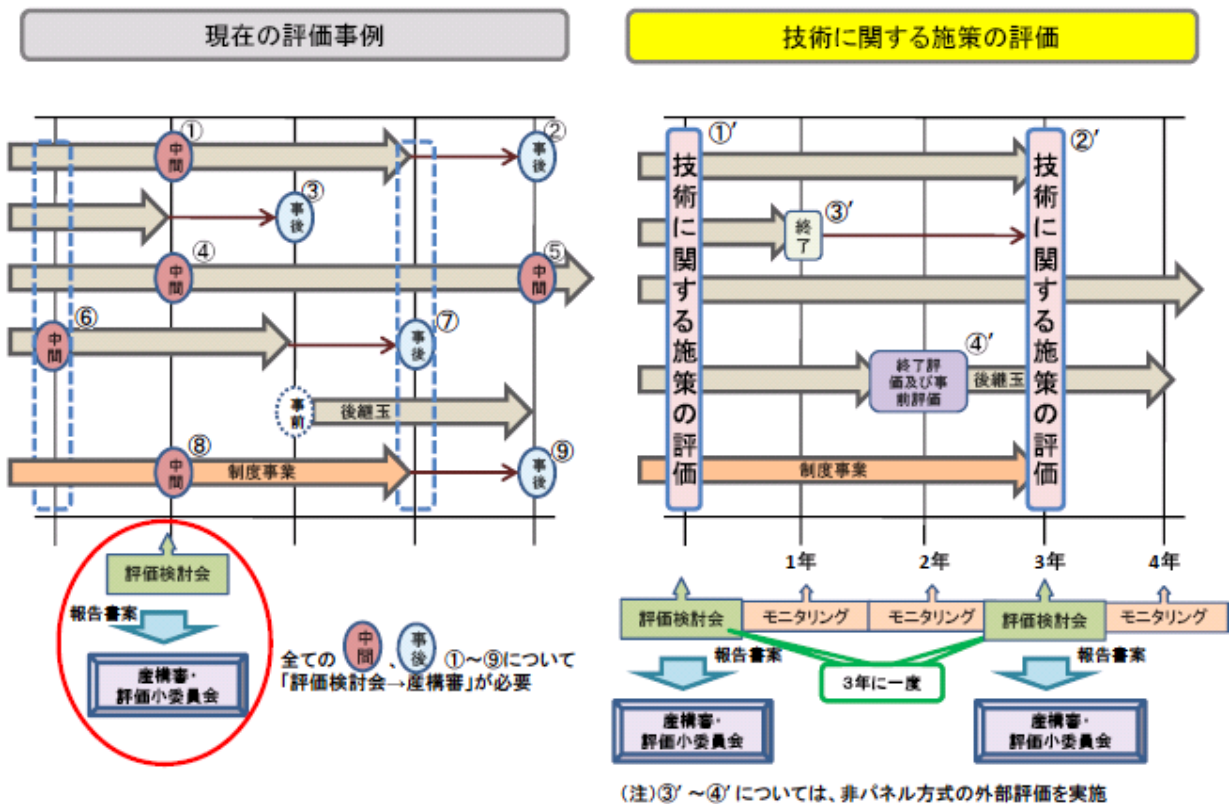 現在の評価事例
①
中間
②
事後
③
事後
④
中間
⑤
中間
⑥
中間
⑦
事後
事前
後継玉
⑧
中間
制度事業
⑨
事後
評価検討会
報告書案
産構審・
評価小委員会
全ての 中間 、 事後 ①～⑨について
「評価検討会→産構審」が必要
技術に関する施策の評価
①′
技術に関する施策の評価
②′
技術に関する施策の評価
③′
終了
④′
終了評
価及び事
前評価
後継玉
制度事業
1年
2年
3年
4年
評価検討会
モニタリング
モニタリング
評価検討会
モニタリング
報告書案
3年に一度
報告書案
産構審・
評価小委員会
産構審・
評価小委員会
(注)③′～④′については、非パネル方式の外部評価を実施